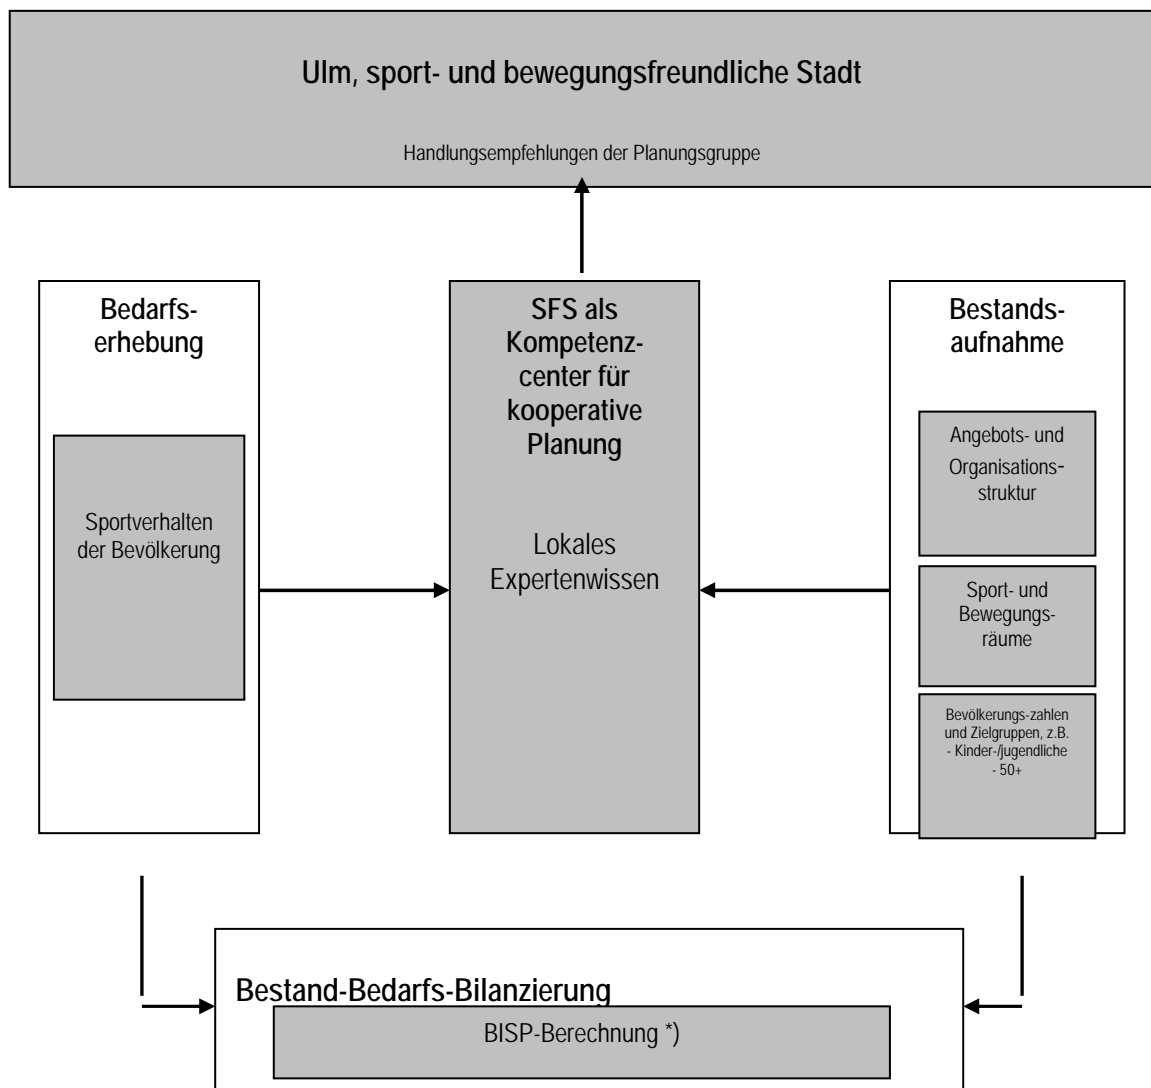 Ulm, sport- und bewegungsfreundliche Stadt
Handlungsempfehlungen der Planungsgruppe
Bedarfs-
erhebung
Sportverhalten
der Bevölkerung
SFS als
Kompetenz-
center für
kooperative
Planung
Lokales
Expertenwissen
Bestands-
aufnahme
Angebots- und
Organisations-
struktur
Sport- und
Bewegungs-
räume
Bevölkerungs-zahlen
und Zielgruppen, z.B.
- Kinder-/jugendliche
- 50+
Bestand-Bedarfs-Bilanzierung
BISP-Berechnung *)